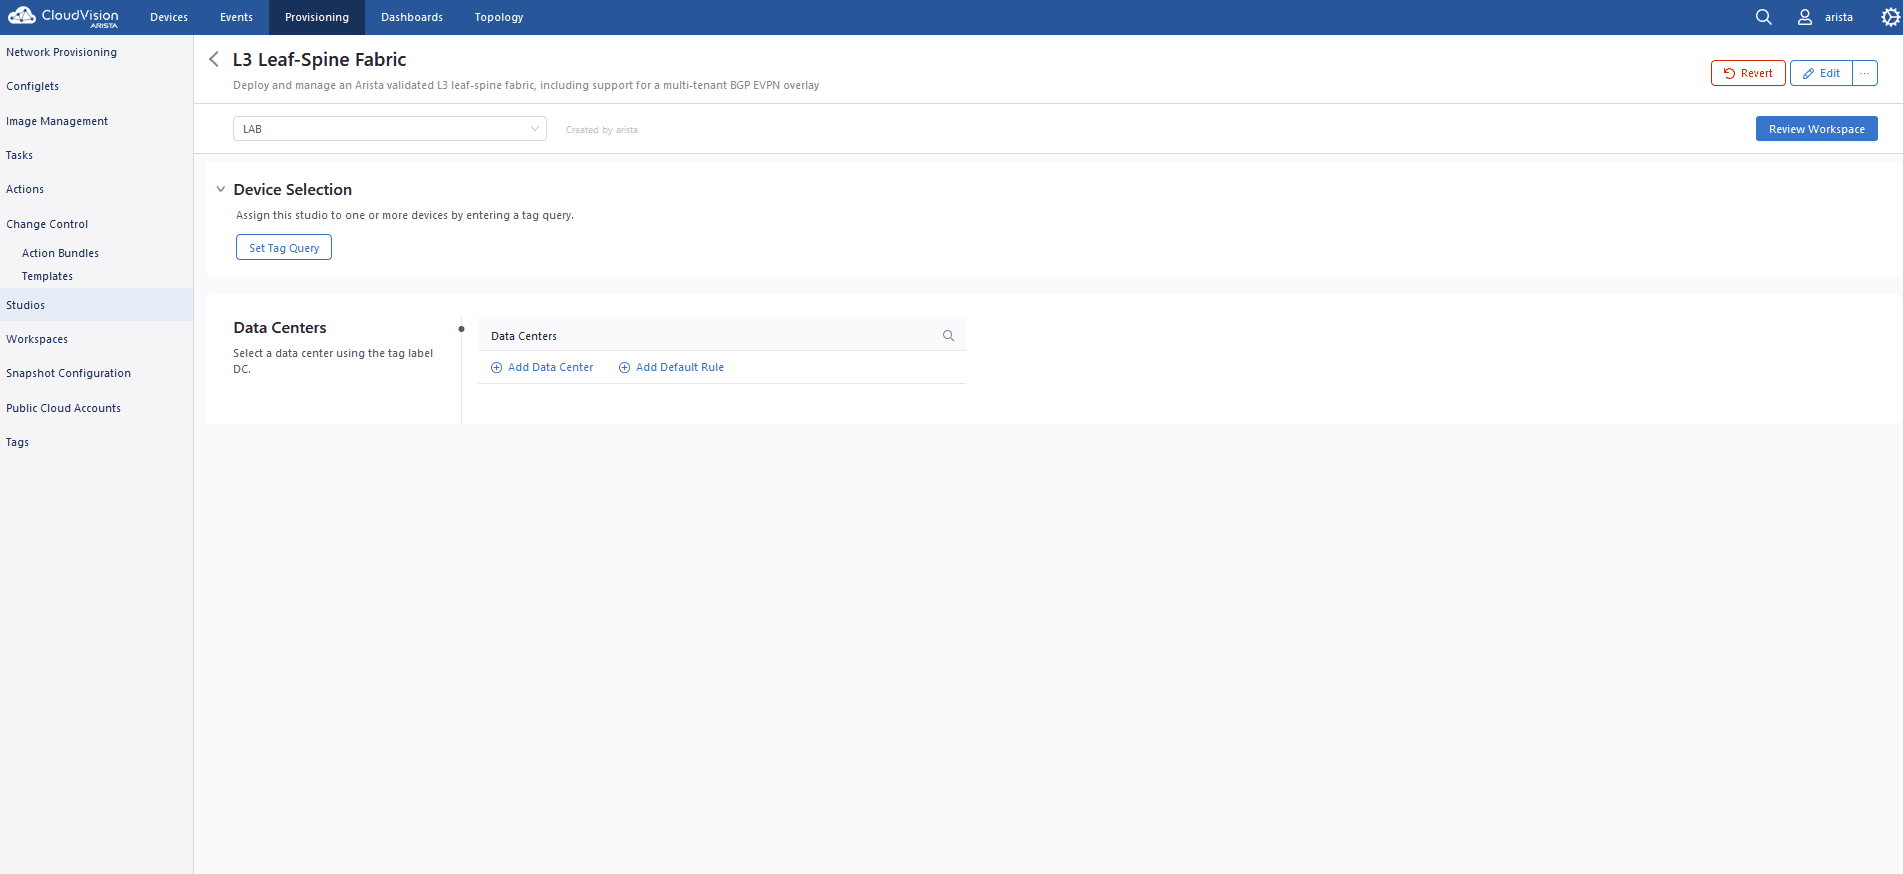 CloudVision
ARISTA
Devices
Events
Provisioning
Dashboards
Topology
arista
Network Provisioning
Configlets
Image Management
Tasks
Actions
Change Control
Action Bundles
Templates
Studios
Workspaces
Snapshot Configuration
Public Cloud Accounts
Tags
L3 Leaf-Spine Fabric
Deploy and manage an Arista validated L3 leaf-spine fabric, including support for a multi-tenant BGP EVPN overlay
Revert
Edit
...
LAB
Created by arista
Review Workspace
Device Selection
Assign this studio to one or more devices by entering a tag query.
Set Tag Query
Data Centers
Select a data center using the tag label
DC.
Data Centers
Add Data Center
Add Default Rule